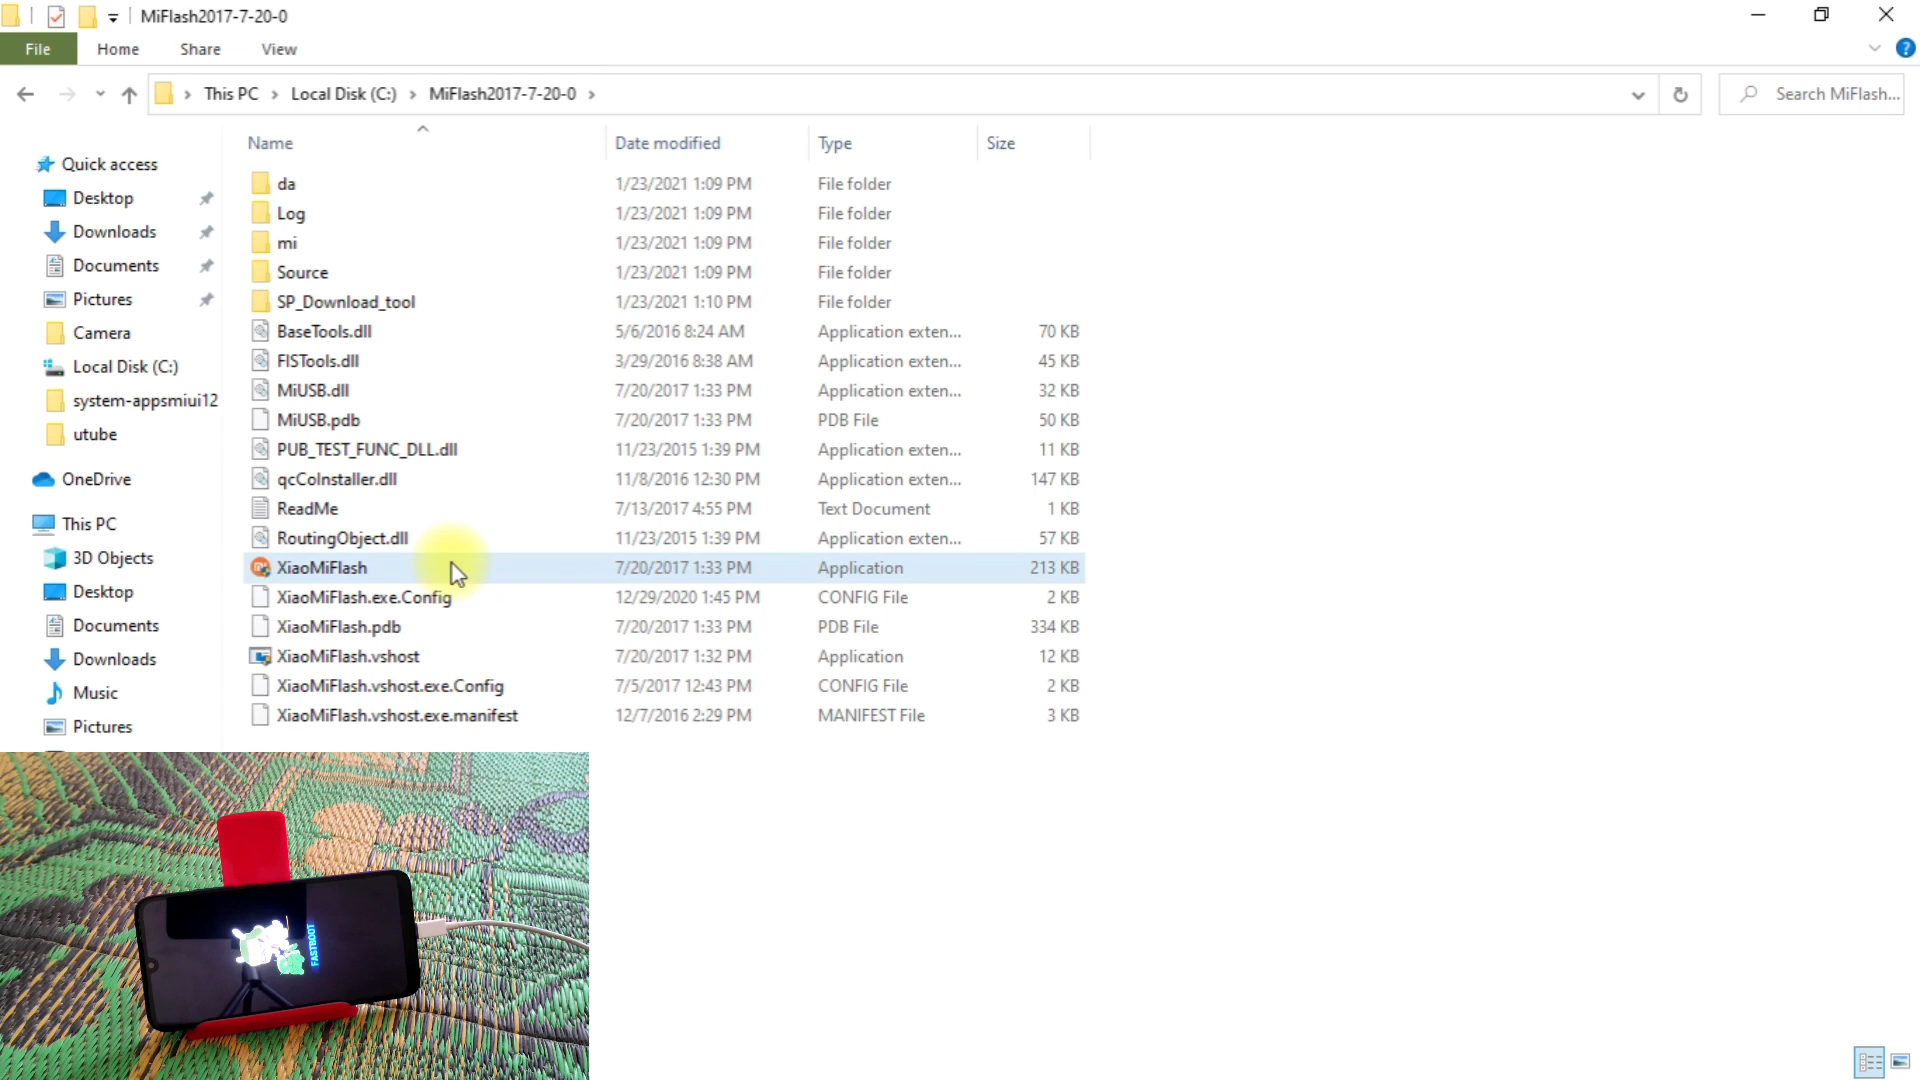 MiFlash2017-7-20-0
File Home Share View
This PC Local Disk (C:) MiFlash2017-7-20-0 Search MiFlash...
Name Date modified Type Size
Quick access
Desktop
Downloads
Documents
Pictures
Camera
Local Disk (C:)
system-appsmiui12
utube
OneDrive
This PC
3D Objects
Desktop
Documents
Downloads
Music
Pictures
da 1/23/2021 1:09 PM File folder
Log 1/23/2021 1:09 PM File folder
mi 1/23/2021 1:09 PM File folder
Source 1/23/2021 1:09 PM File folder
SP_Download_tool 1/23/2021 1:10 PM File folder
BaseTools.dll 5/6/2016 8:24 AM Application exten... 70 KB
FISTools.dll 3/29/2016 8:38 AM Application exten... 45 KB
MiUSB.dll 7/20/2017 1:33 PM Application exten... 32 KB
MiUSB.pdb 7/20/2017 1:33 PM PDB File 50 KB
PUB_TEST_FUNC_DLL.dll 11/23/2015 1:39 PM Application exten... 11 KB
qcCoInstaller.dll 11/8/2016 12:30 PM Application exten... 147 KB
ReadMe 7/13/2017 4:55 PM Text Document 1 KB
RoutingObject.dll 11/23/2015 1:39 PM Application exten... 57 KB
XiaoMiFlash 7/20/2017 1:33 PM Application 213 KB
XiaoMiFlash.exe.Config 12/29/2020 1:45 PM CONFIG File 2 KB
XiaoMiFlash.pdb 7/20/2017 1:33 PM PDB File 334 KB
XiaoMiFlash.vshost 7/20/2017 1:32 PM Application 12 KB
XiaoMiFlash.vshost.exe.Config 7/5/2017 12:43 PM CONFIG File 2 KB
XiaoMiFlash.vshost.exe.manifest 12/7/2016 2:29 PM MANIFEST File 3 KB
FASTBOOT